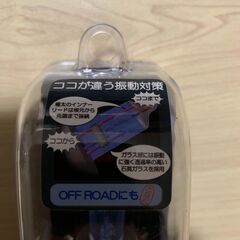 ココが違う振動対策
極太のインナー
リードは根元から
先端まで接続
ココまで
ココから
ガラス球には振動
に強く透過率の高い
石英ガラスを採用
OFF ROADにも